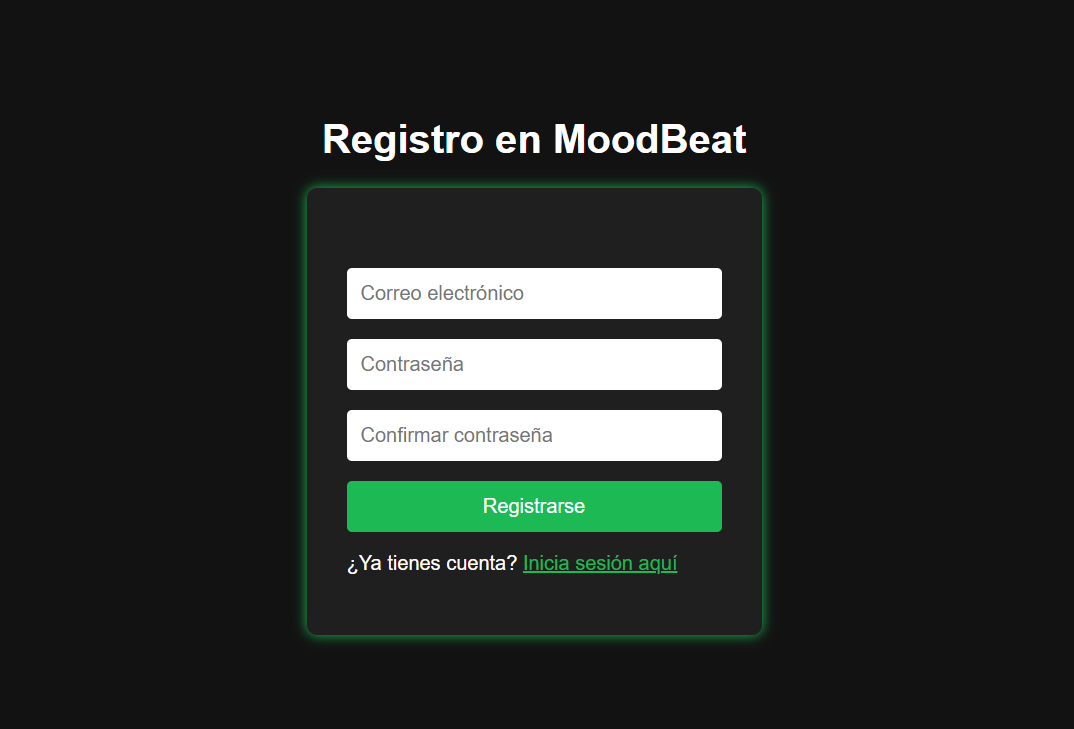 Registro en MoodBeat
Correo electrónico
Contraseña
Confirmar contraseña
Registrarse
¿Ya tienes cuenta? Inicia sesión aquí